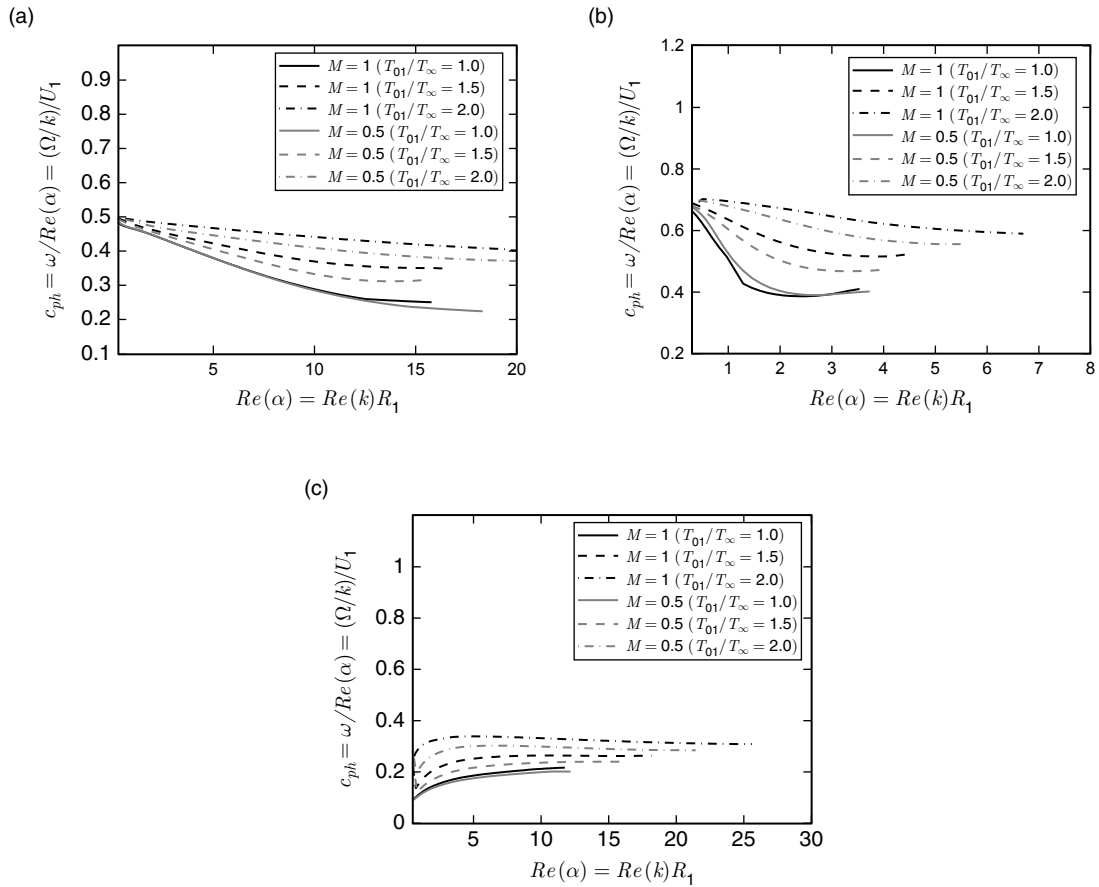 (a)
0.9
0.8
0.7
0.6
0.5
0.4
0.3
0.2
0.1
5
10
15
20
c_ph = ω/Re(α) = (Ω/k)/U_1
Re(α) = Re(k)R_1
M = 1 (T_01/T_∞ = 1.0)
M = 1 (T_01/T_∞ = 1.5)
M = 1 (T_01/T_∞ = 2.0)
M = 0.5 (T_01/T_∞ = 1.0)
M = 0.5 (T_01/T_∞ = 1.5)
M = 0.5 (T_01/T_∞ = 2.0)
(b)
1.2
1
0.8
0.6
0.4
0.2
1
2
3
4
5
6
7
8
c_ph = ω/Re(α) = (Ω/k)/U_1
Re(α) = Re(k)R_1
M = 1 (T_01/T_∞ = 1.0)
M = 1 (T_01/T_∞ = 1.5)
M = 1 (T_01/T_∞ = 2.0)
M = 0.5 (T_01/T_∞ = 1.0)
M = 0.5 (T_01/T_∞ = 1.5)
M = 0.5 (T_01/T_∞ = 2.0)
(c)
1
0.8
0.6
0.4
0.2
0
5
10
15
20
25
30
c_ph = ω/Re(α) = (Ω/k)/U_1
Re(α) = Re(k)R_1
M = 1 (T_01/T_∞ = 1.0)
M = 1 (T_01/T_∞ = 1.5)
M = 1 (T_01/T_∞ = 2.0)
M = 0.5 (T_01/T_∞ = 1.0)
M = 0.5 (T_01/T_∞ = 1.5)
M = 0.5 (T_01/T_∞ = 2.0)